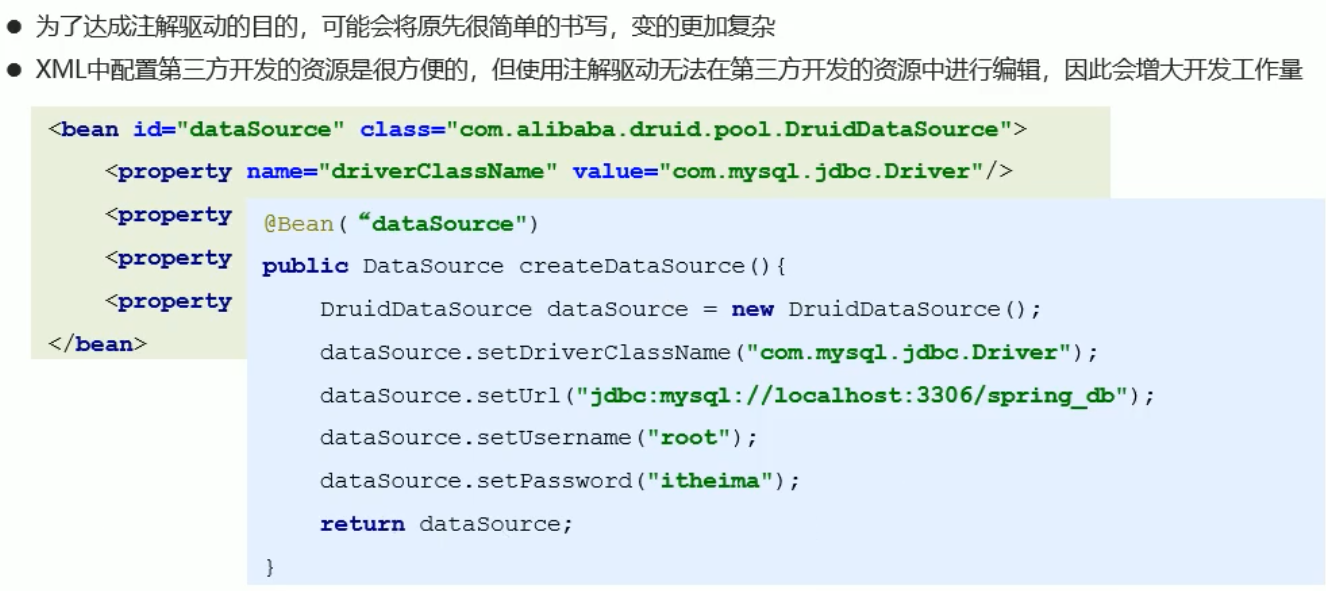 ● 为了达成注解驱动的目的，可能会将原先很简单的书写，变的更加复杂
● XML中配置第三方开发的资源是很方便的，但使用注解驱动无法在第三方开发的资源中进行编辑，因此会增大开发工作量
<bean id="dataSource" class="com.alibaba.druid.pool.DruidDataSource">
<property name="driverClassName" value="com.mysql.jdbc.Driver"/>
<property
<property
<property
</bean>
@Bean(“dataSource")
public DataSource createDataSource(){
DruidDataSource dataSource = new DruidDataSource();
dataSource.setDriverClassName("com.mysql.jdbc.Driver");
dataSource.setUrl("jdbc:mysql://localhost:3306/spring_db");
dataSource.setUsername("root");
dataSource.setPassword("itheima");
return dataSource;
}